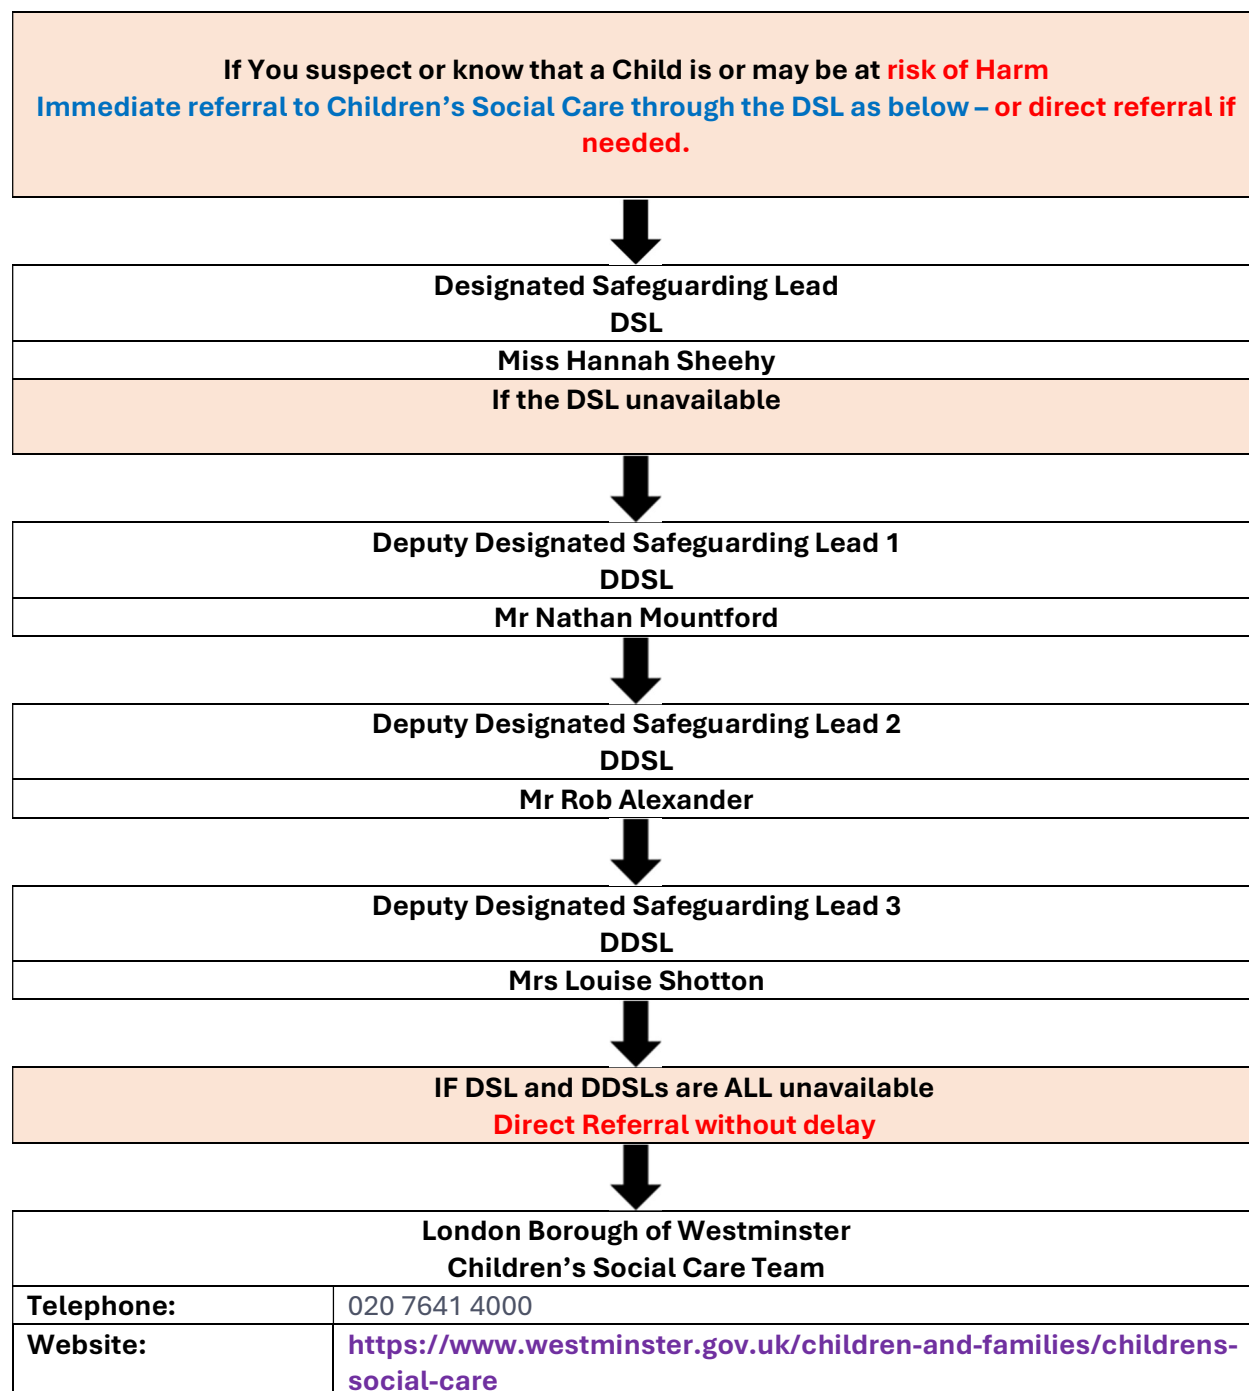 If You suspect or know that a Child is or may be at risk of Harm
Immediate referral to Children’s Social Care through the DSL as below – or direct referral if
needed.
Designated Safeguarding Lead
DSL
Miss Hannah Sheehy
If the DSL unavailable
Deputy Designated Safeguarding Lead 1
DDSL
Mr Nathan Mountford
Deputy Designated Safeguarding Lead 2
DDSL
Mr Rob Alexander
Deputy Designated Safeguarding Lead 3
DDSL
Mrs Louise Shotton
IF DSL and DDSLs are ALL unavailable
Direct Referral without delay
London Borough of Westminster
Children’s Social Care Team
Telephone: 020 7641 4000
Website: https://www.westminster.gov.uk/children-and-families/childrens-
social-care